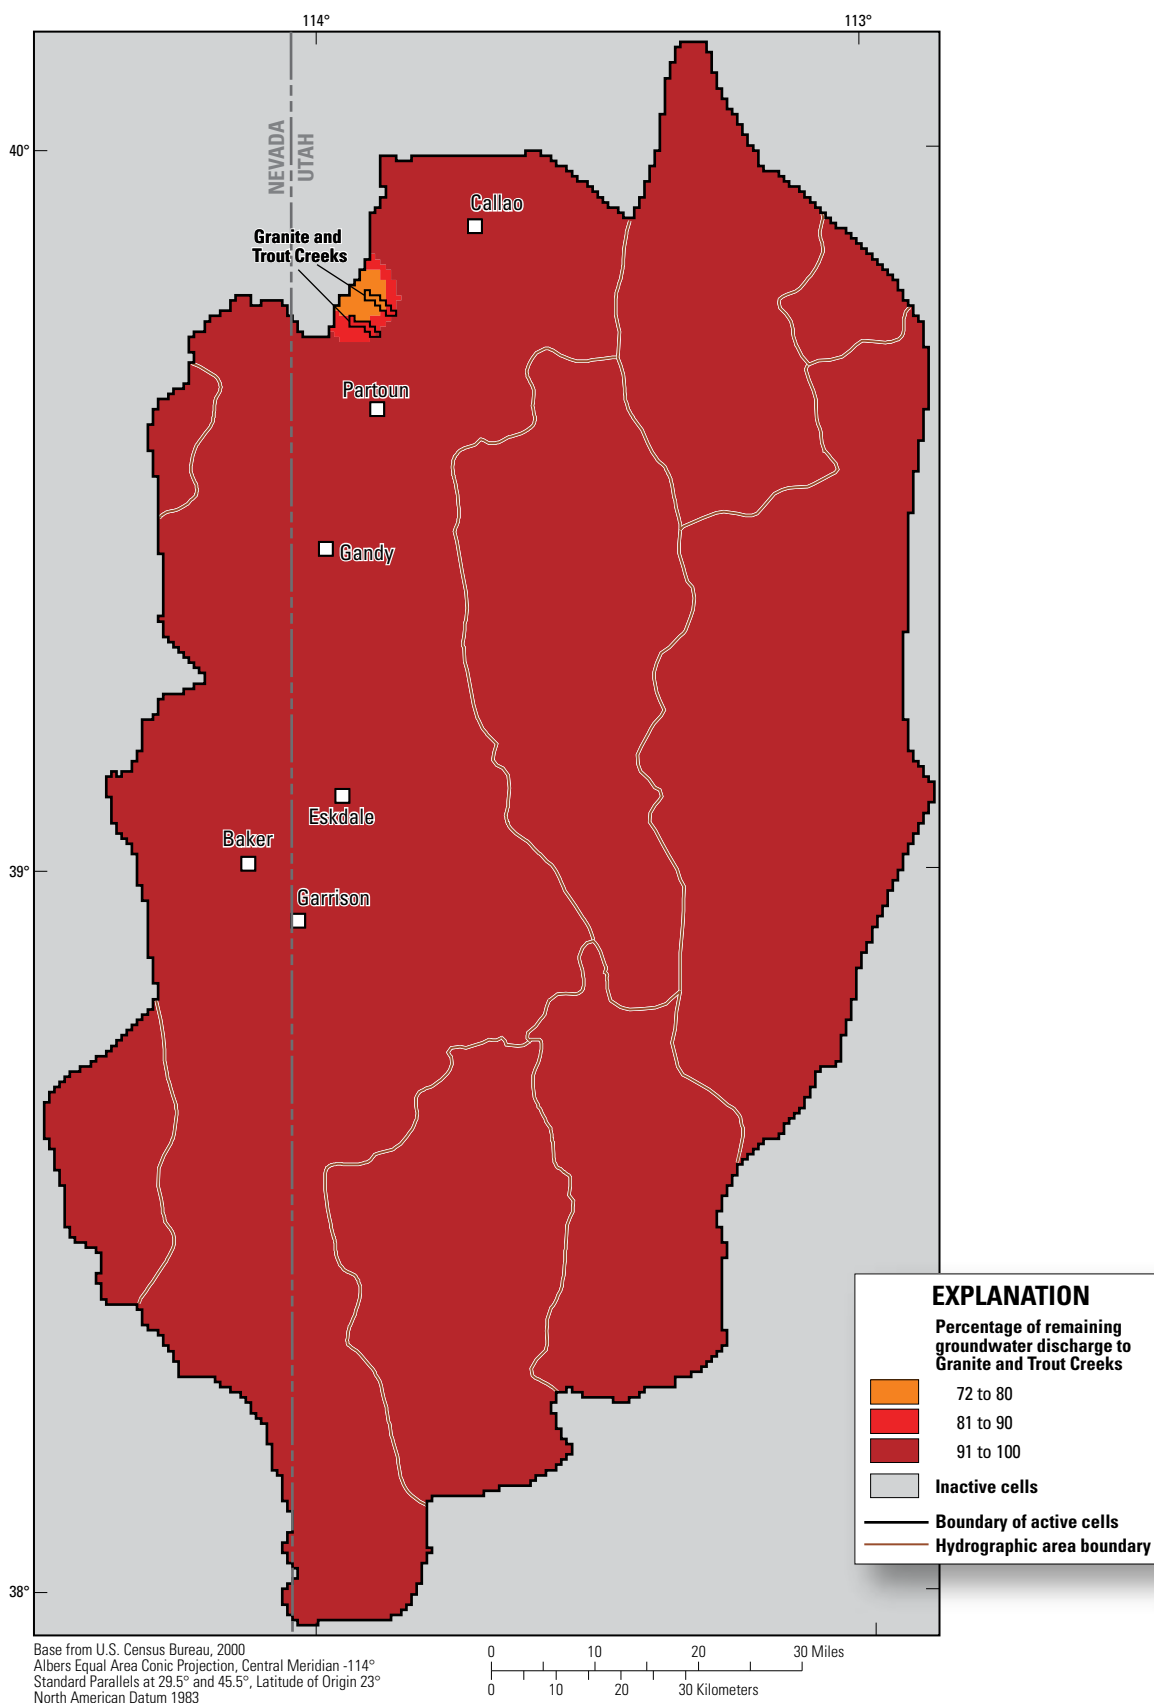 114°
113°
40°
NEVADA
UTAH
Callao
Granite and
Trout Creeks
Partoun
Gandy
Eskdale
Baker
39°
Garrison
EXPLANATION
Percentage of remaining
groundwater discharge to
Granite and Trout Creeks
72 to 80
81 to 90
91 to 100
Inactive cells
Boundary of active cells
Hydrographic area boundary
38°
Base from U.S. Census Bureau, 2000
Albers Equal Area Conic Projection, Central Meridian -114°
Standard Parallels at 29.5° and 45.5°, Latitude of Origin 23°
North American Datum 1983
0 10 20 30 Miles
0 10 20 30 Kilometers